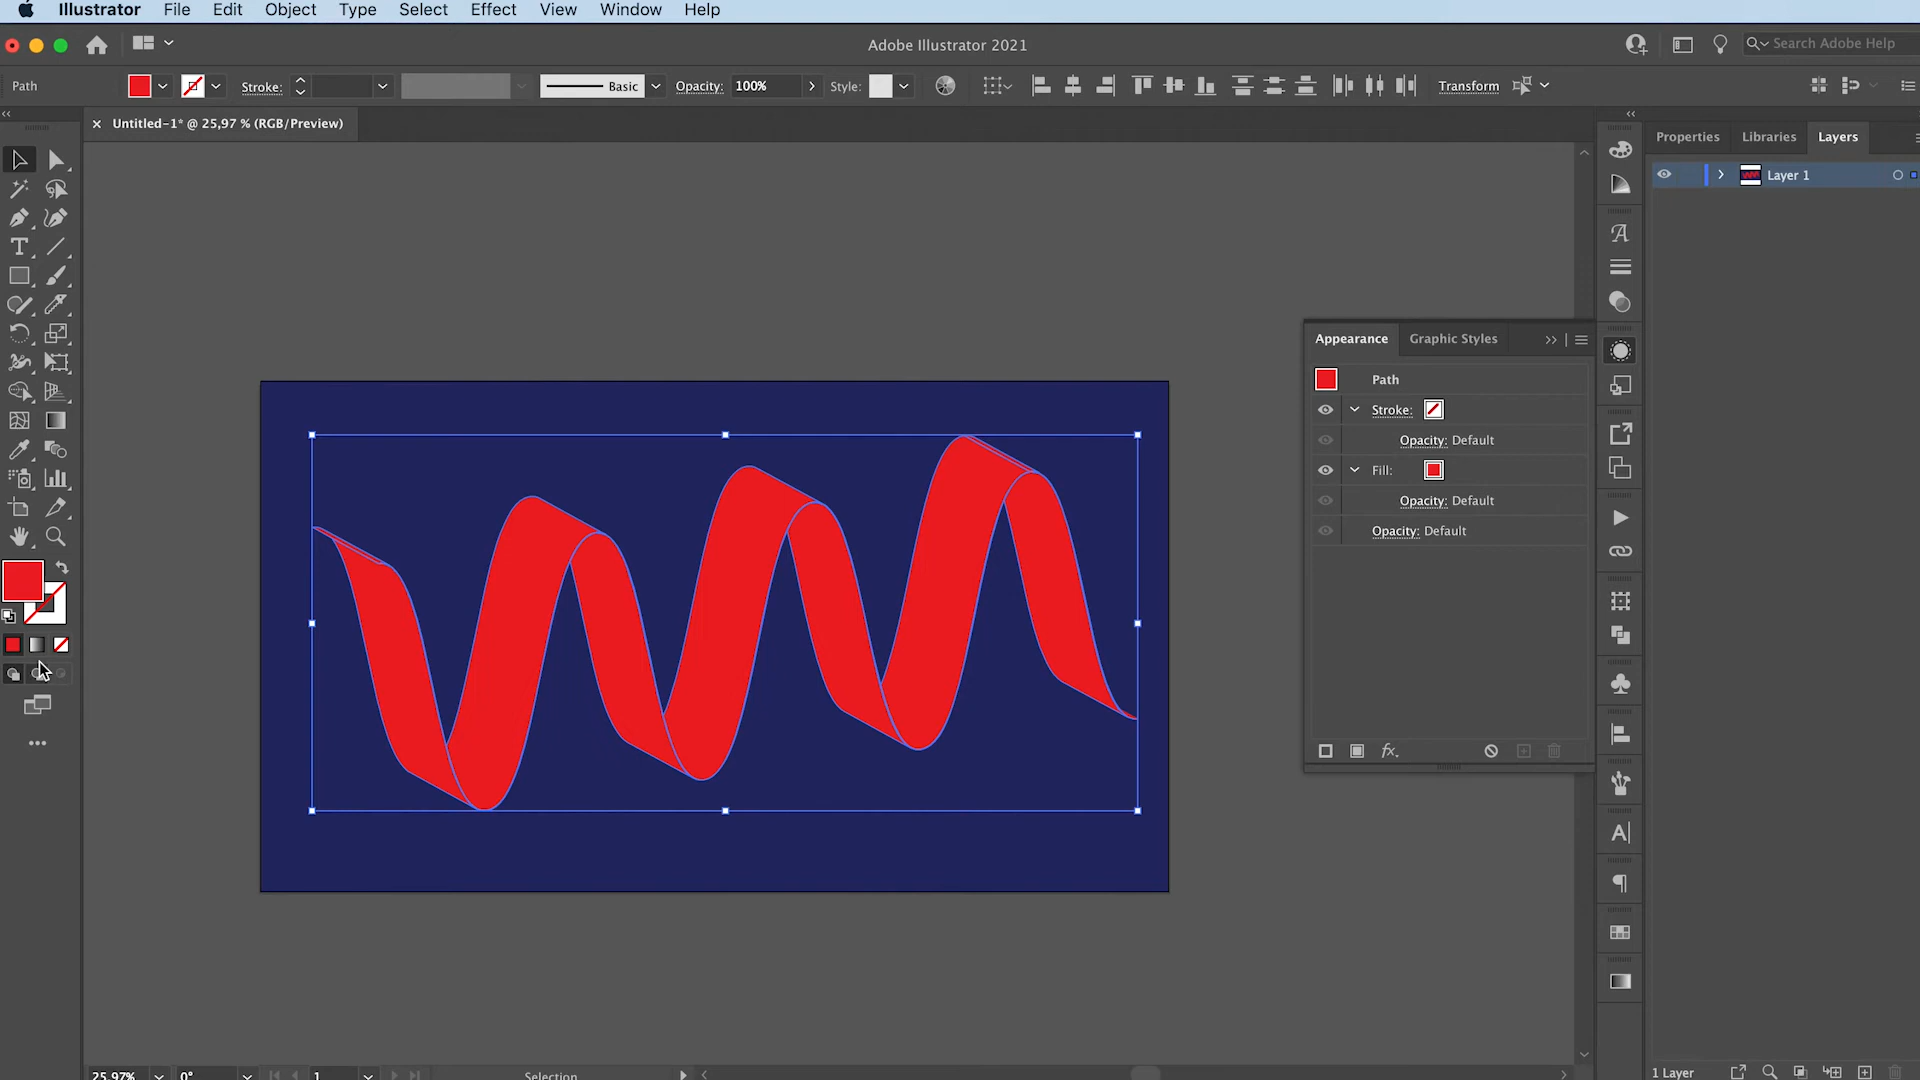 Illustrator File Edit Object Type Select Effect View Window Help
Adobe Illustrator 2021
Search Adobe Help
Path
Stroke:
Basic
Opacity: 100%
Style:
Transform
× Untitled-1* @ 25,97 % (RGB/Preview)
Properties Libraries Layers
Layer 1
Appearance Graphic Styles
Path
Stroke:
Opacity: Default
Fill:
Opacity: Default
Opacity: Default
fx.
25,97%
0°
1
Selection
1 Layer